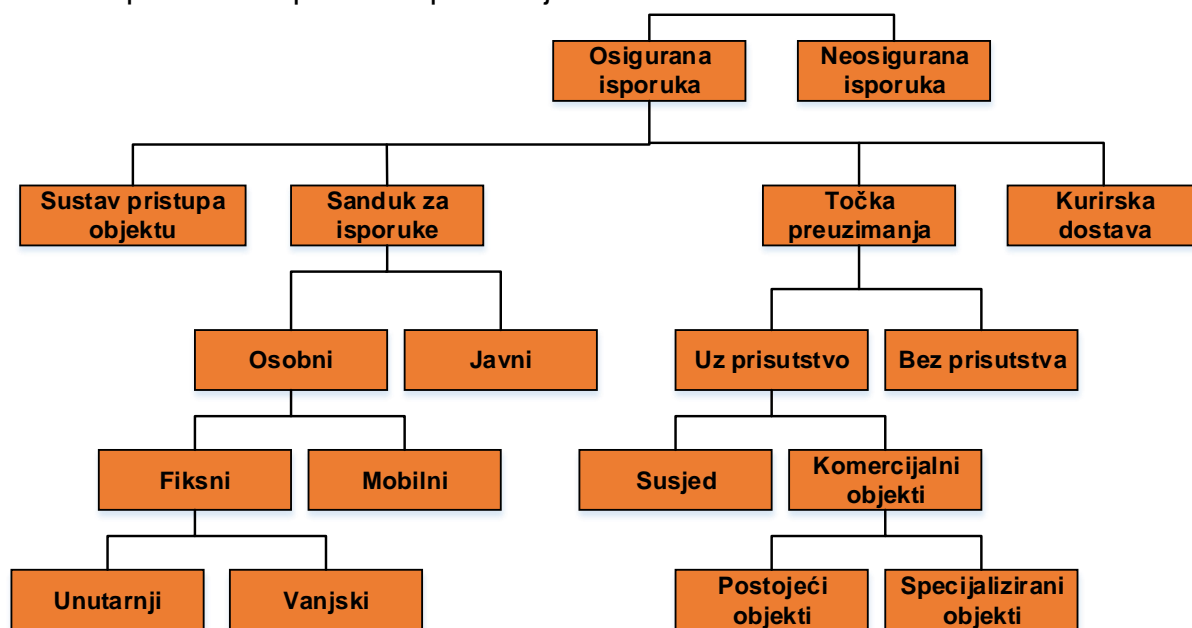 Osigurana
isporuka
Neosigurana
isporuka
Sustav pristupa
objektu
Sanduk za
isporuke
Točka
preuzimanja
Kurirska
dostava
Osobni
Javni
Uz prisutstvo
Bez prisutstva
Fiksni
Mobilni
Susjed
Komercijalni
objekti
Unutarnji
Vanjski
Postojeći
objekti
Specijalizirani
objekti